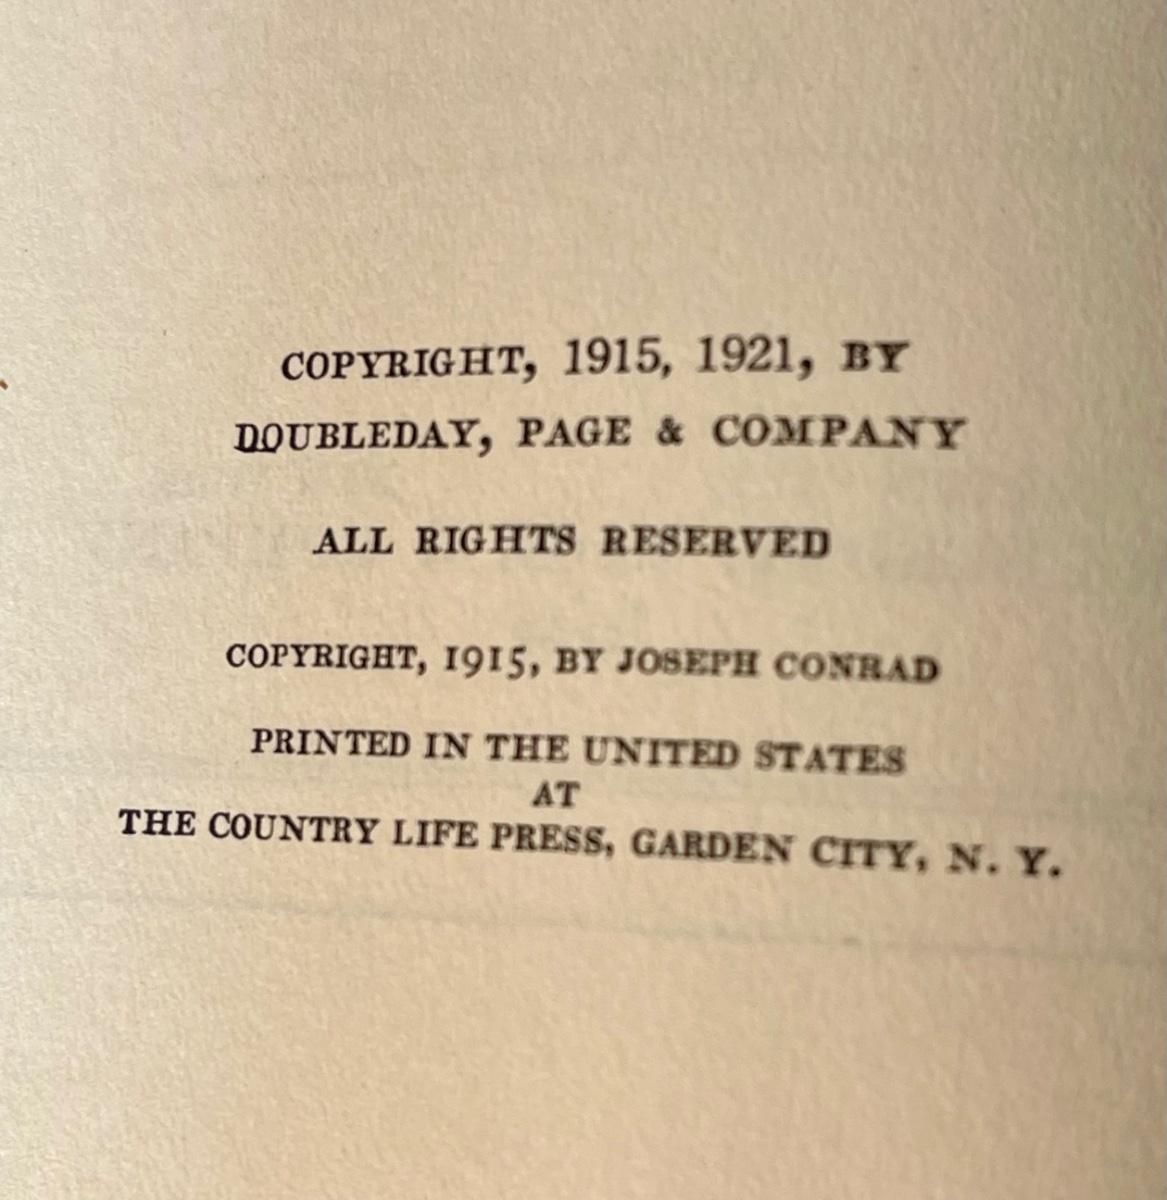 COPYRIGHT, 1915, 1921, BY
DOUBLEDAY, PAGE & COMPANY
ALL RIGHTS RESERVED
COPYRIGHT, 1915, BY JOSEPH CONRAD
PRINTED IN THE UNITED STATES
AT
THE COUNTRY LIFE PRESS, GARDEN CITY, N. Y.